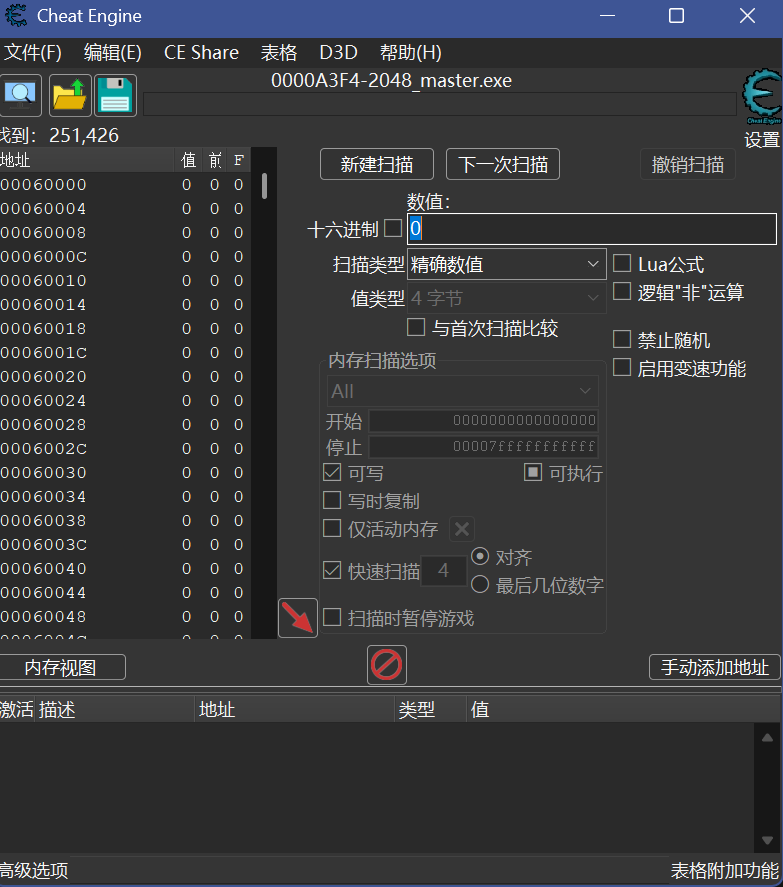 Cheat Engine
文件(F) 编辑(E) CE Share 表格 D3D 帮助(H)
0000A3F4-2048_master.exe
Cheat Engine
找到: 251,426
设置
地址 值 前 F
新建扫描 下一次扫描 撤销扫描
00060000 0 0 0
00060004 0 0 0
00060008 0 0 0
0006000C 0 0 0
00060010 0 0 0
00060014 0 0 0
00060018 0 0 0
0006001C 0 0 0
00060020 0 0 0
00060024 0 0 0
00060028 0 0 0
0006002C 0 0 0
00060030 0 0 0
00060034 0 0 0
00060038 0 0 0
0006003C 0 0 0
00060040 0 0 0
00060044 0 0 0
00060048 0 0 0
0006004C 0 0 0
数值:
十六进制 0
扫描类型 精确数值
Lua公式
值类型 4 字节
逻辑"非"运算
与首次扫描比较
禁止随机
内存扫描选项
启用变速功能
All
开始 0000000000000000
停止 00007fffffffffff
可写 可执行
写时复制
仅活动内存
快速扫描 4 对齐
最后几位数字
扫描时暂停游戏
内存视图 手动添加地址
激活 描述 地址 类型 值
高级选项 表格附加功能